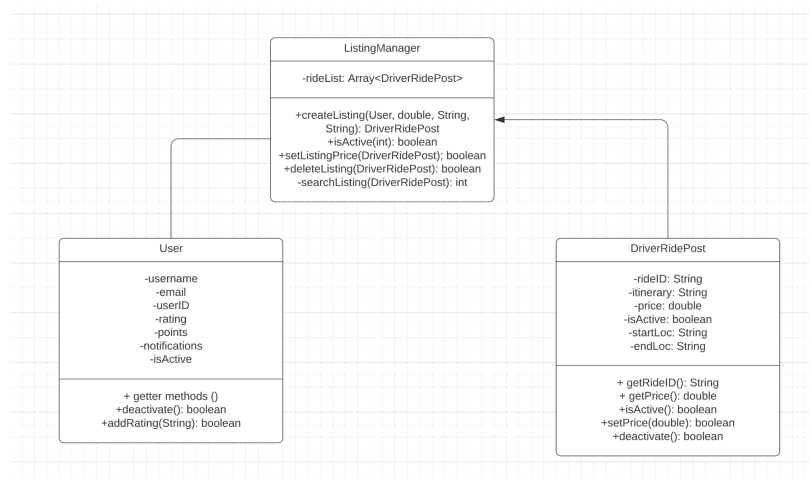 ListingManager
-rideList: Array<DriverRidePost>
+createListing(User, double, String,
String): DriverRidePost
+isActive(int): boolean
+setListingPrice(DriverRidePost); boolean
+deleteListing(DriverRidePost): boolean
-searchListing(DriverRidePost): int
User
-username
-email
-userID
-rating
-points
-notifications
-isActive
+ getter methods ()
+deactivate(): boolean
+addRating(String): boolean
DriverRidePost
-rideID: String
-itinerary: String
-price: double
-isActive: boolean
-startLoc: String
-endLoc: String
+ getRideID(): String
+ getPrice(): double
+isActive(): boolean
+setPrice(double): boolean
+deactivate(): boolean